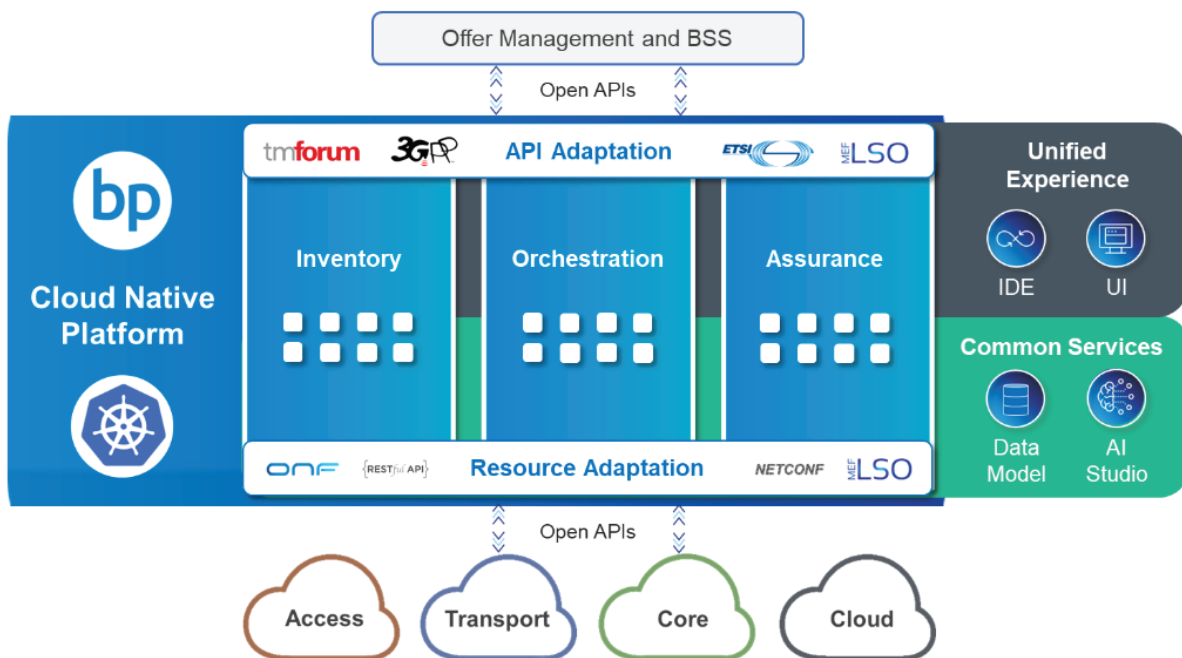 Offer Management and BSS
Open APIs
tmforum 3GPP API Adaptation ETSI MEF LSO
bp
Cloud Native
Platform
Inventory
Orchestration
Assurance
Unified
Experience
IDE
UI
Common Services
Data
Model
AI
Studio
ONF {RESTful API} Resource Adaptation NETCONF MEF LSO
Open APIs
Access
Transport
Core
Cloud